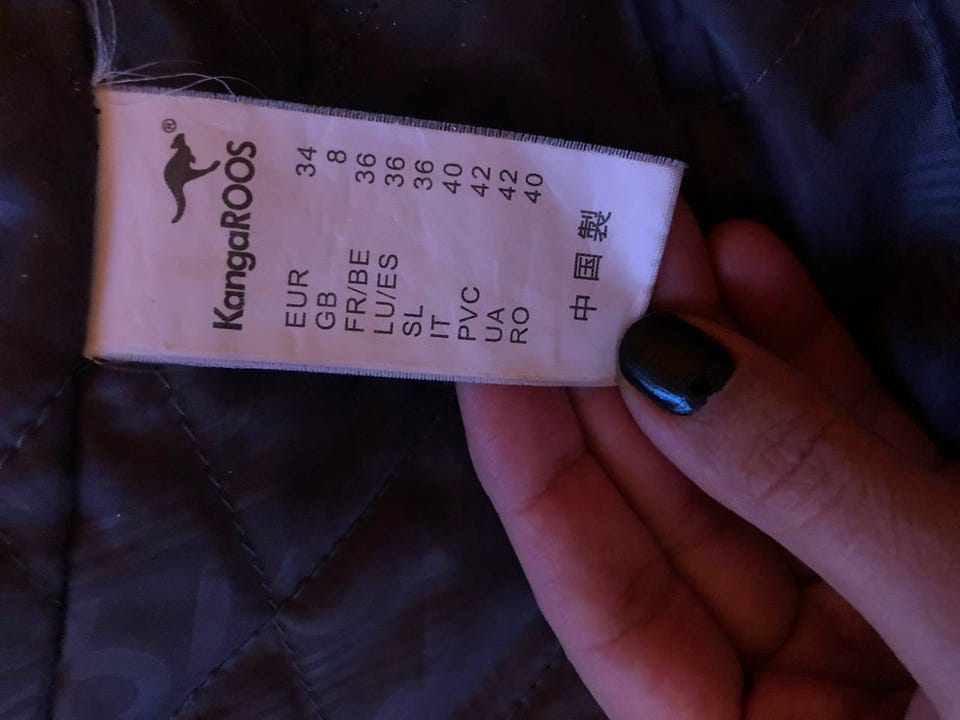 ®
KangaROOS
EUR 34
GB 8
FR/BE 36
LU/ES 36
SL 36
IT 40
PVC 42
UA 42
RO 40
中国製